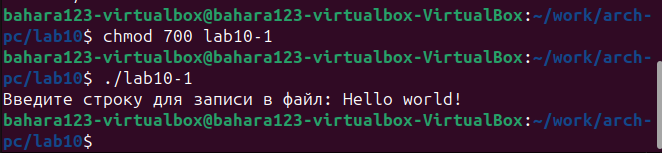 bahara123-virtualbox@bahara123-virtualbox-VirtualBox:~/work/arch-
pc/lab10$ chmod 700 lab10-1
bahara123-virtualbox@bahara123-virtualbox-VirtualBox:~/work/arch-
pc/lab10$ ./lab10-1
Введите строку для записи в файл: Hello world!
bahara123-virtualbox@bahara123-virtualbox-VirtualBox:~/work/arch-
pc/lab10$